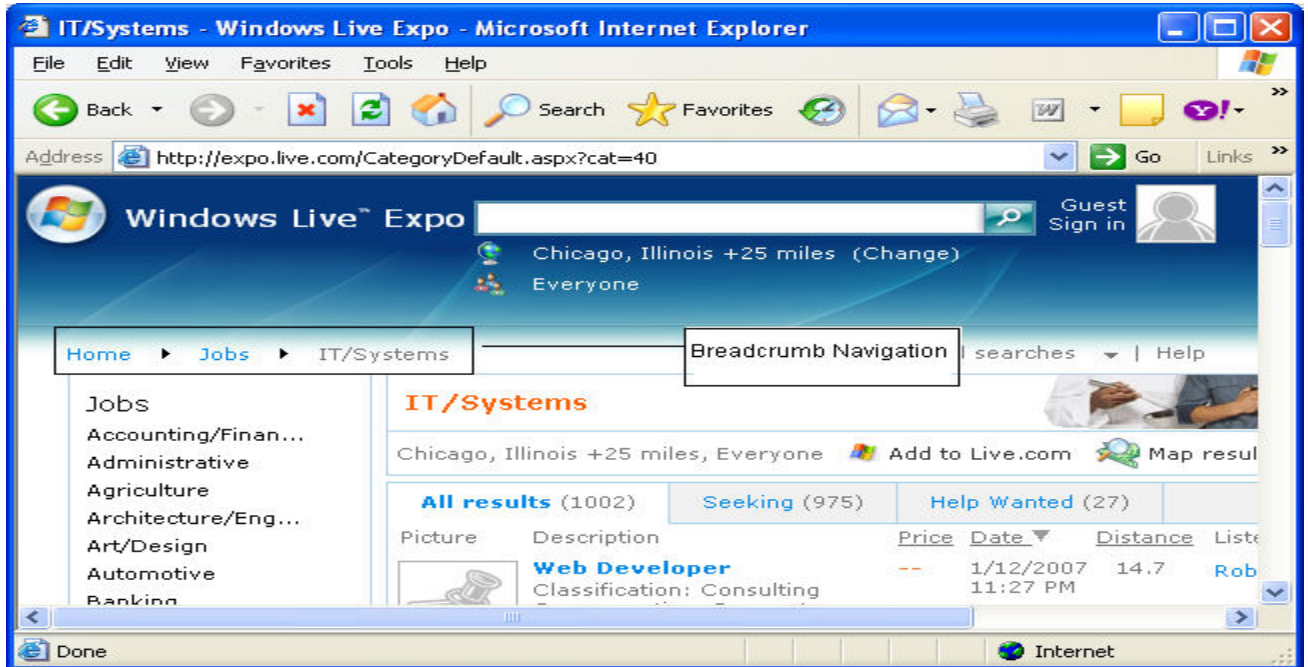 IT/Systems - Windows Live Expo - Microsoft Internet Explorer
File Edit View Favorites Tools Help
Back Search Favorites
Address http://expo.live.com/CategoryDefault.aspx?cat=40 Go Links
Windows Live™ Expo Guest
Sign in
Chicago, Illinois +25 miles (Change)
Everyone
Home Jobs IT/Systems Breadcrumb Navigation searches | Help
Jobs
Accounting/Finan...
Administrative
Agriculture
Architecture/Eng...
Art/Design
Automotive
Banking
IT/Systems
Chicago, Illinois +25 miles, Everyone Add to Live.com Map resul
All results (1002) Seeking (975) Help Wanted (27)
Picture Description Price Date Distance Liste
Web Developer -- 1/12/2007 14.7 Rob
Classification: Consulting 11:27 PM
Done Internet